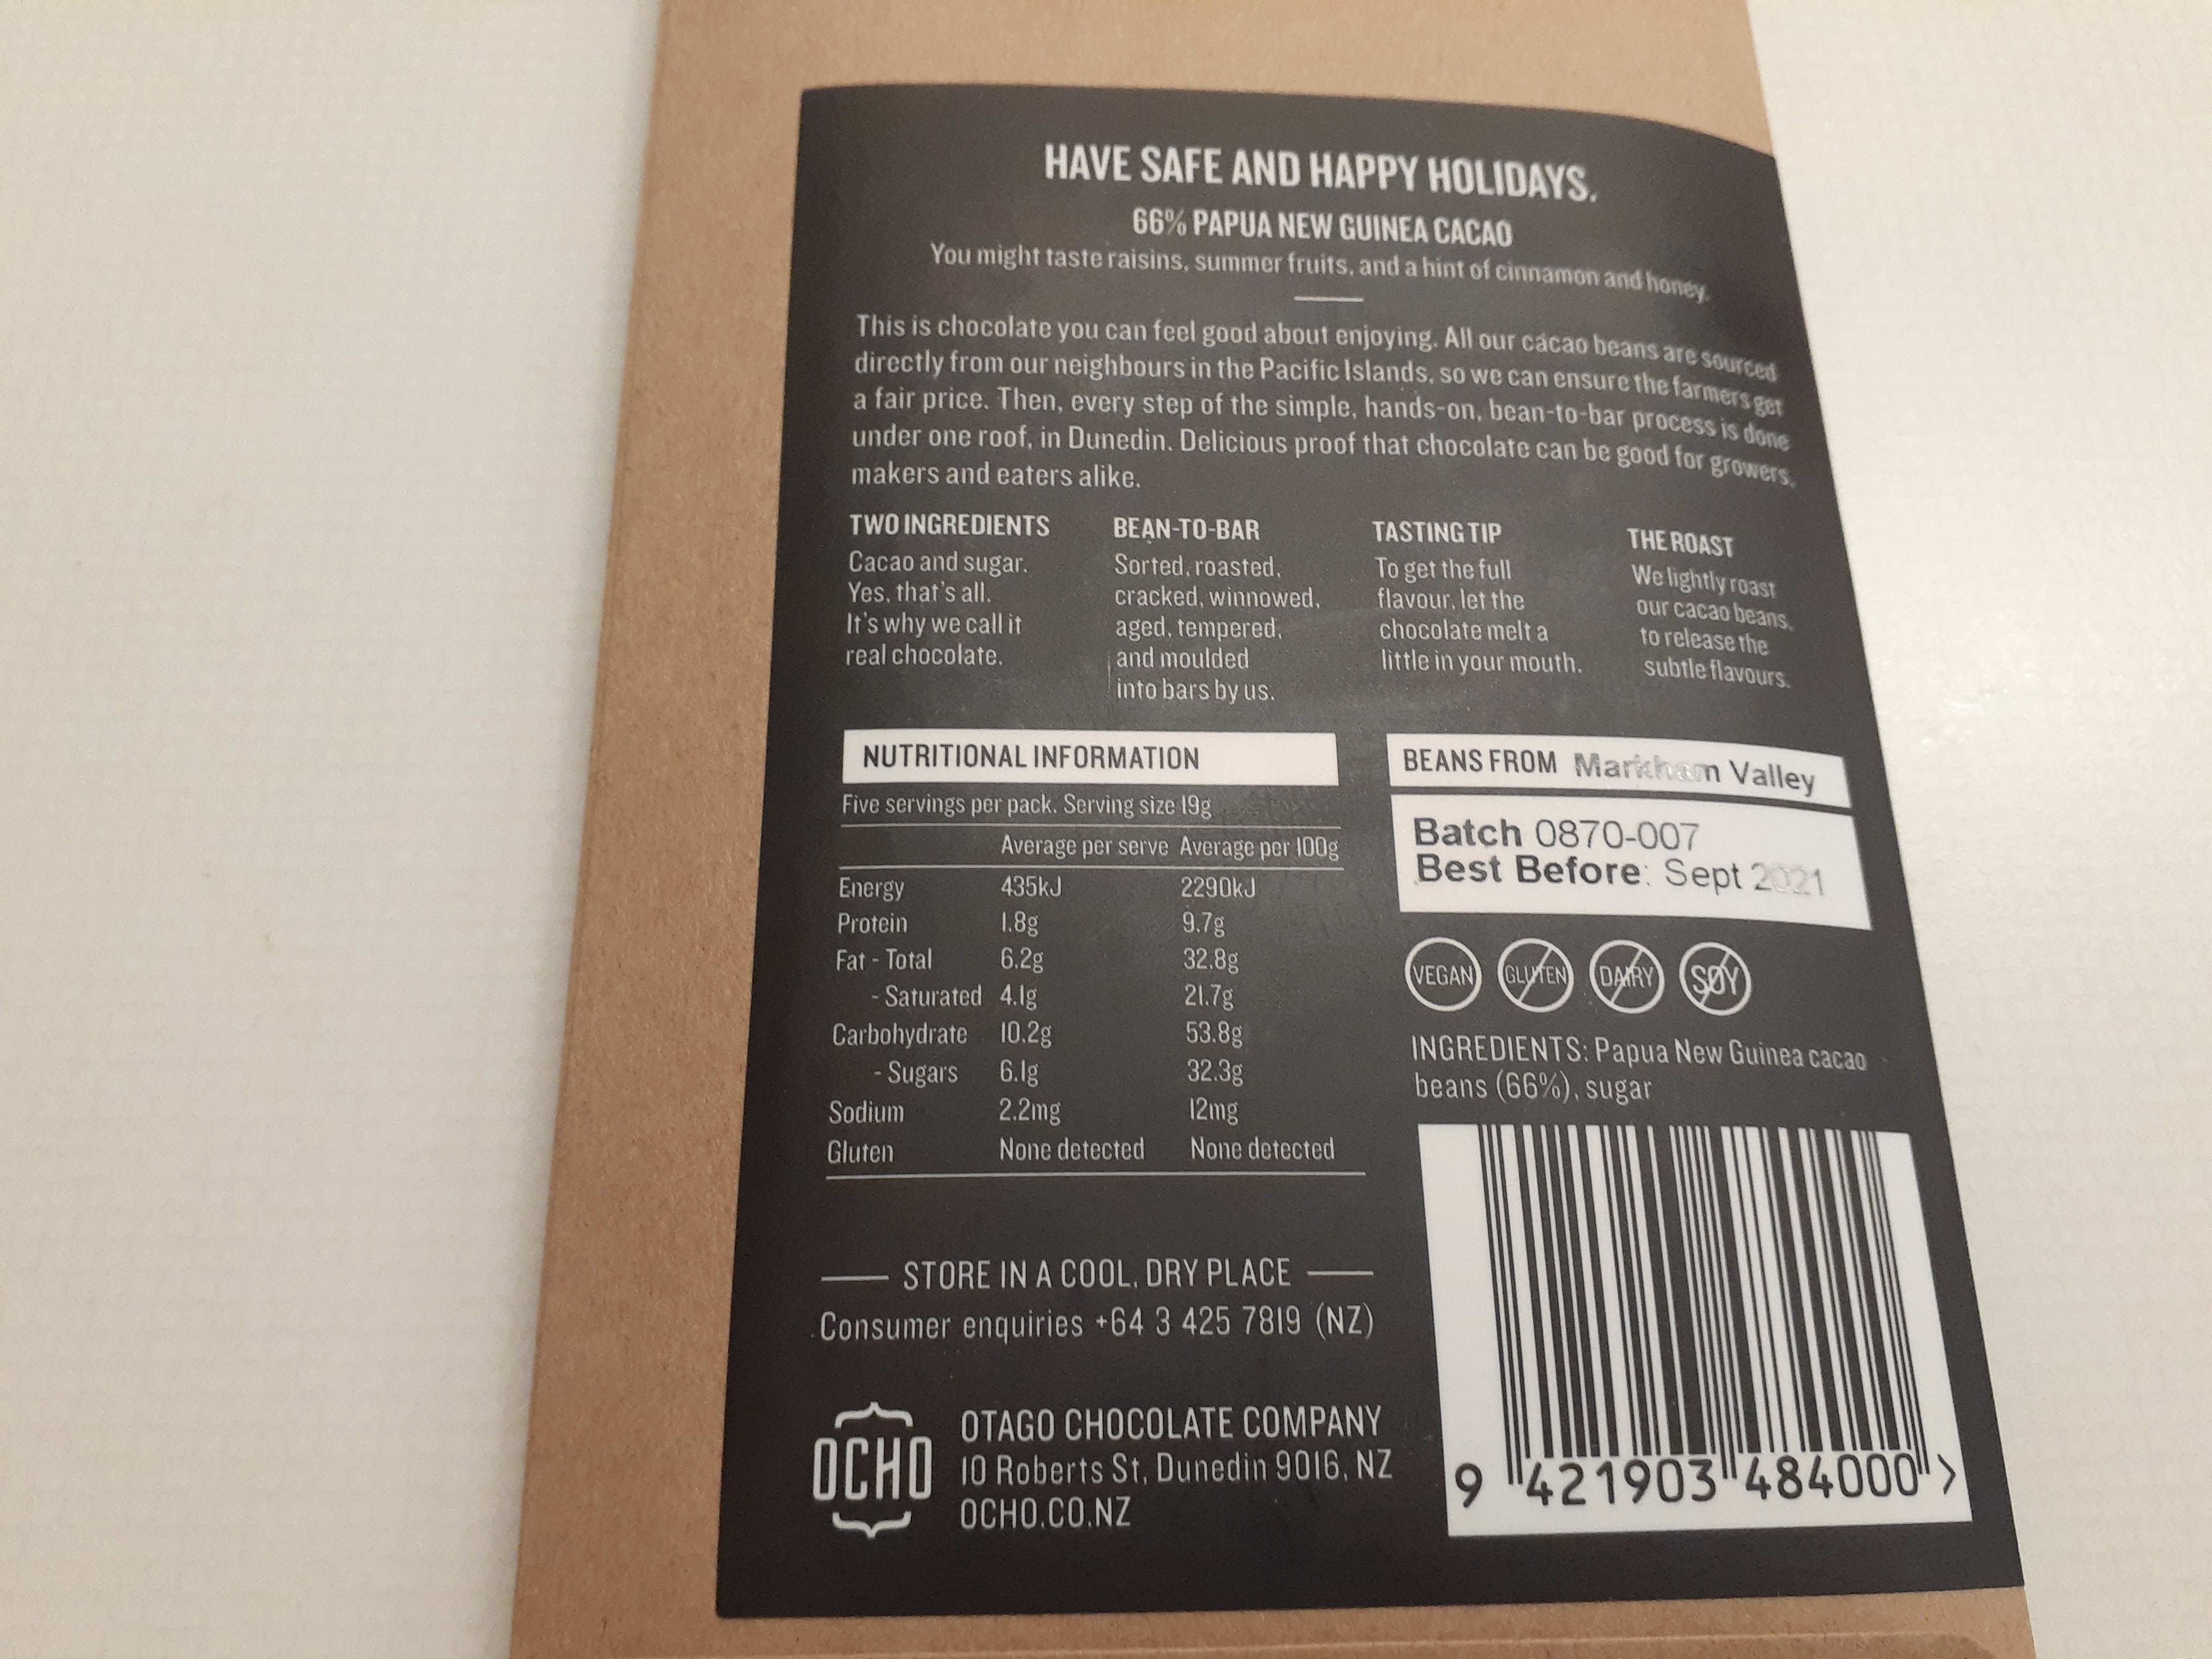 HAVE SAFE AND HAPPY HOLIDAYS.
66% PAPUA NEW GUINEA CACAO
You might taste raisins, summer fruits, and a hint of cinnamon and honey.
This is chocolate you can feel good about enjoying. All our cacao beans are sourced
directly from our neighbours in the Pacific Islands, so we can ensure the farmers get
a fair price. Then, every step of the simple, hands-on, bean-to-bar process is done
under one roof, in Dunedin. Delicious proof that chocolate can be good for growers,
makers and eaters alike.
TWO INGREDIENTS
Cacao and sugar.
Yes, that's all.
It's why we call it
real chocolate.
BEAN-TO-BAR
Sorted, roasted,
cracked, winnowed,
aged, tempered,
and moulded
into bars by us.
TASTING TIP
To get the full
flavour, let the
chocolate melt a
little in your mouth.
THE ROAST
We lightly roast
our cacao beans,
to release the
subtle flavours.
NUTRITIONAL INFORMATION
Five servings per pack. Serving size 19g
Average per serve Average per 100g
Energy 435kJ 2290kJ
Protein 1.8g 9.7g
Fat - Total 6.2g 32.8g
- Saturated 4.1g 21.7g
Carbohydrate 10.2g 53.8g
- Sugars 6.1g 32.3g
Sodium 2.2mg 12mg
Gluten None detected None detected
BEANS FROM Markham Valley
Batch 0870-007
Best Before: Sept 2021
VEGAN GLUTEN DAIRY SOY
INGREDIENTS: Papua New Guinea cacao
beans (66%), sugar
STORE IN A COOL, DRY PLACE
Consumer enquiries +64 3 425 7819 (NZ)
OCHO
OTAGO CHOCOLATE COMPANY
10 Roberts St, Dunedin 9016, NZ
OCHO.CO.NZ
9 421903 484000 >